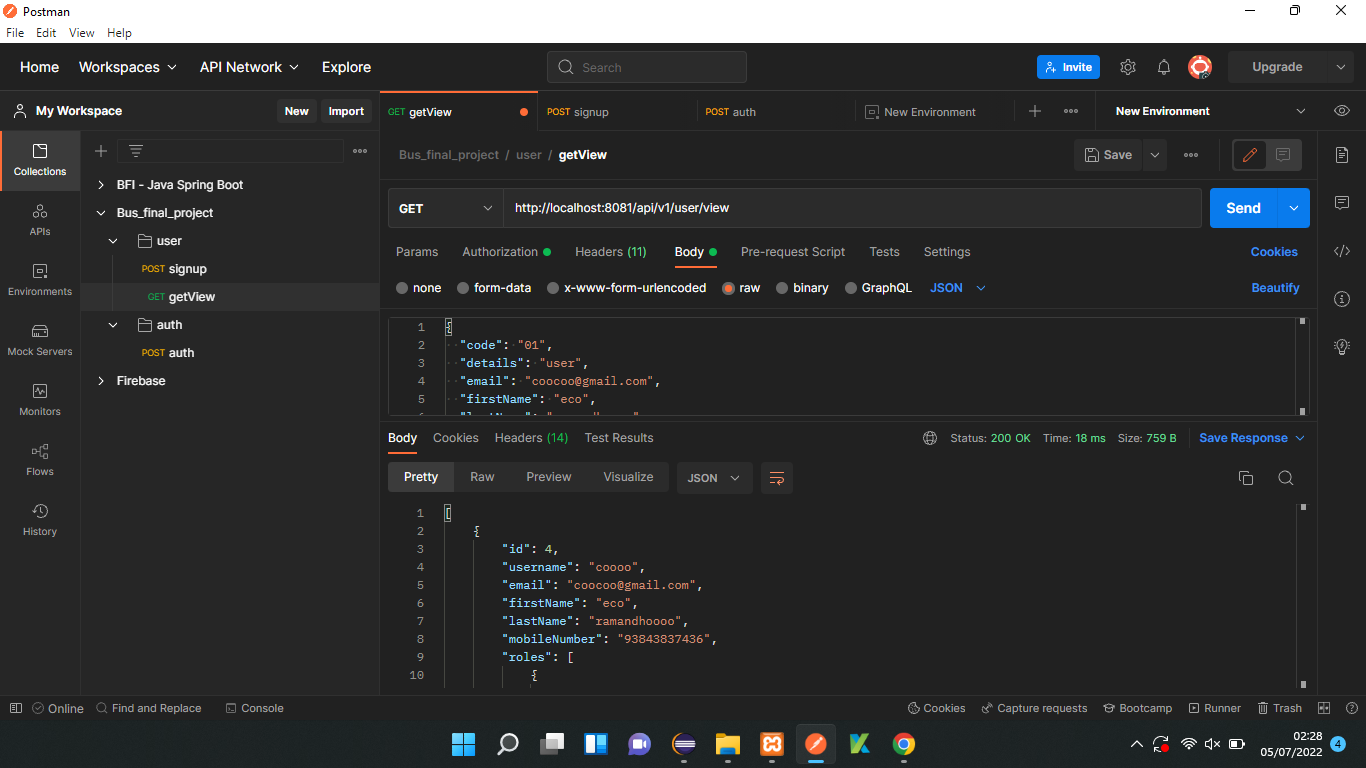 Postman
File Edit View Help
Home Workspaces API Network Explore Search Invite Upgrade
My Workspace New Import GET getView POST signup POST auth New Environment New Environment
Collections
APIs
Environments
Mock Servers
Monitors
Flows
History
BFI - Java Spring Boot
Bus_final_project
user
POST signup
GET getView
auth
POST auth
Firebase
Bus_final_project / user / getView Save
GET http://localhost:8081/api/v1/user/view Send
Params Authorization Headers (11) Body Pre-request Script Tests Settings Cookies
none form-data x-www-form-urlencoded raw binary GraphQL JSON Beautify
1 {
2 "code": "01",
3 "details": "user",
4 "email": "coocoo@gmail.com",
5 "firstName": "eco",
Body Cookies Headers (14) Test Results Status: 200 OK Time: 18 ms Size: 759 B Save Response
Pretty Raw Preview Visualize JSON
1 [
2 {
3 "id": 4,
4 "username": "coooo",
5 "email": "coocoo@gmail.com",
6 "firstName": "eco",
7 "lastName": "ramandhoooo",
8 "mobileNumber": "93843837436",
9 "roles": [
10 {
Online Find and Replace Console Cookies Capture requests Bootcamp Runner Trash
02:28
05/07/2022 4